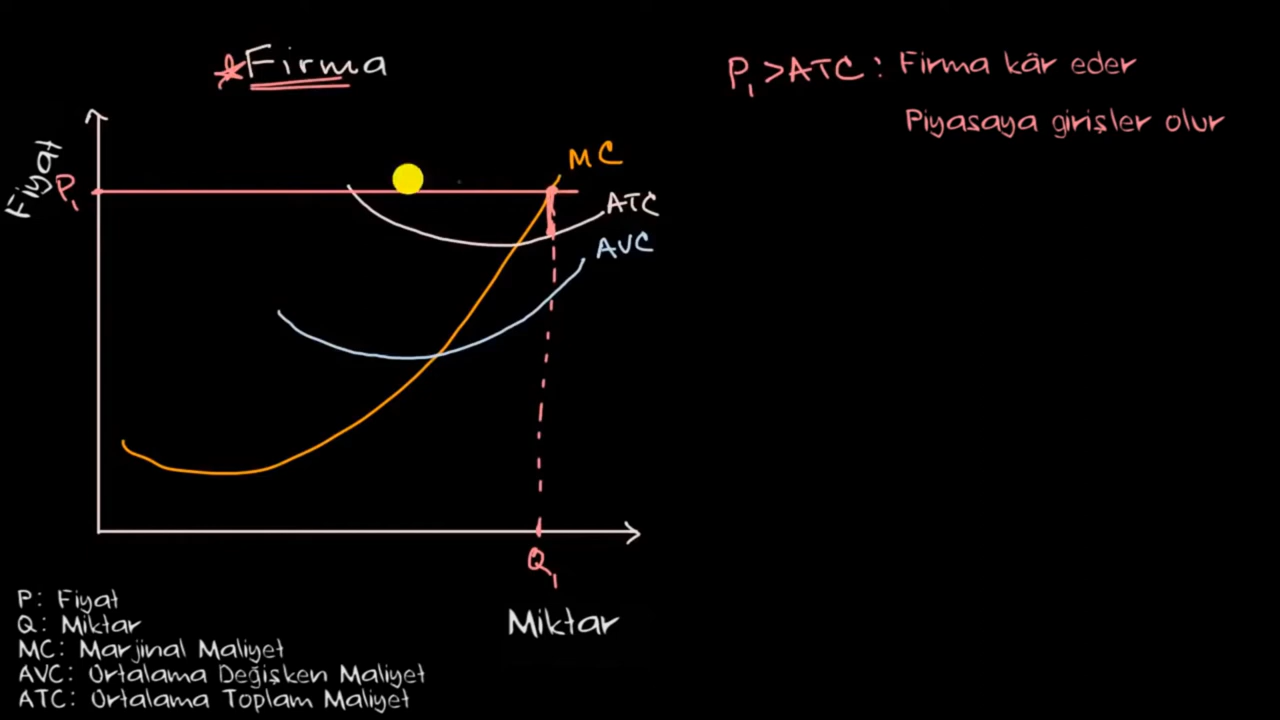 Firma
P₁ > ATC : Firma kâr eder
Piyasaya girişler olur
Fiyat
P₁
MC
ATC
AVC
Q₁
Miktar
P: Fiyat
Q: Miktar
MC: Marjinal Maliyet
AVC: Ortalama Değişken Maliyet
ATC: Ortalama Toplam Maliyet